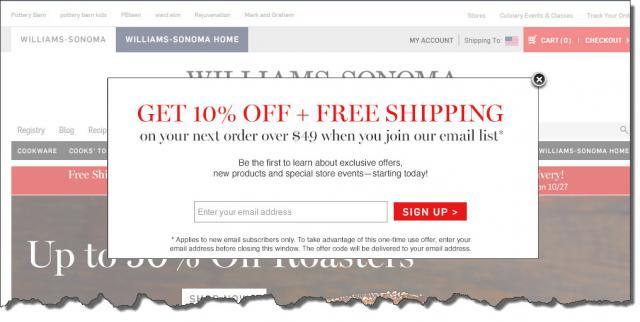 Pottery Barn pottery barn kids PBteen west elm Rejuvenation Mark and Graham Stores Culinary Events & Classes Track Your
WILLIAMS-SONOMA WILLIAMS-SONOMA HOME MY ACCOUNT Shipping To: CART (0) CHECKOUT
WILLIAMS-SONOMA
GET 10% OFF + FREE SHIPPING
on your next order over $49 when you join our email list*
Registry Blog
COOKWARE COOKS' WILLIAMS-SONOMA HOME
Be the first to learn about exclusive offers,
new products and special store events—starting today!
Free
on 10/27
Enter your email address SIGN UP >
* Applies to new email subscribers only. To take advantage of this one-time use offer, enter your
email address before closing this window. The offer code will be delivered to your email address.
Up to 30% Off Roasters
SHOP NOW